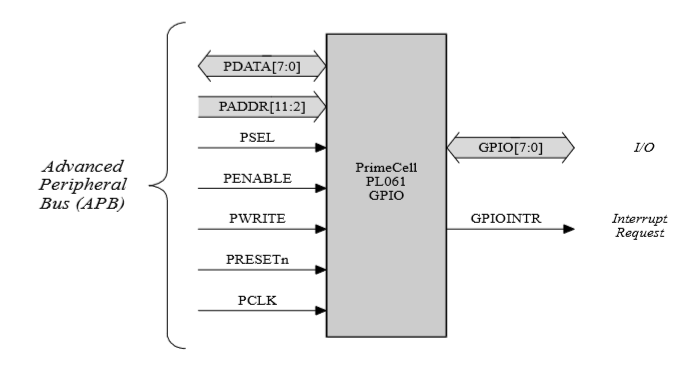 PDATA[7:0]
PADDR[11:2]
PSEL
PENABLE
PWRITE
PRESETn
PCLK
Advanced
Peripheral
Bus (APB)
PrimeCell
PL061
GPIO
GPIO[7:0]
I/O
GPIOINTR
Interrupt
Request